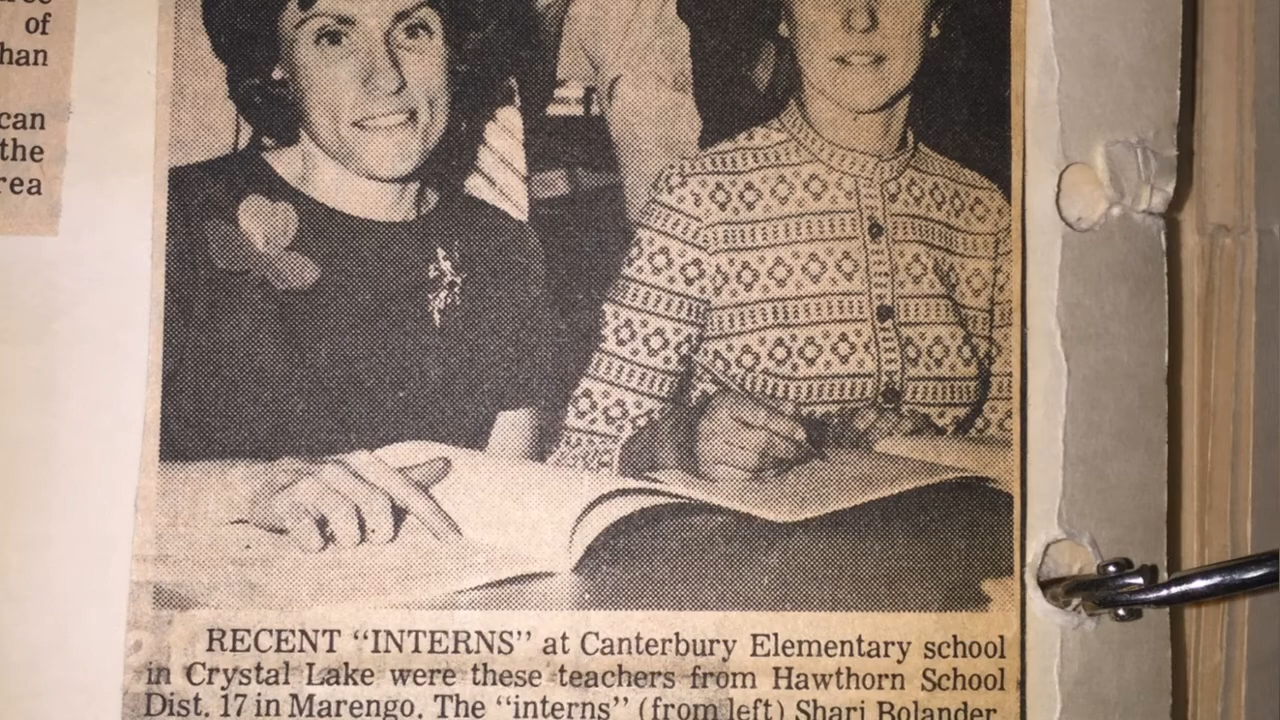 of
han
can
the
rea
RECENT “INTERNS” at Canterbury Elementary school
in Crystal Lake were these teachers from Hawthorn School
Dist. 17 in Marengo. The “interns” (from left) Shari Bolander,